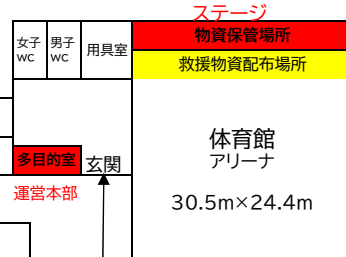 ステージ
女子
wc
男子
wc
用具室
物資保管場所
救援物資配布場所
体育館
アリーナ
多目的室
玄関
運営本部
30.5m×24.4m